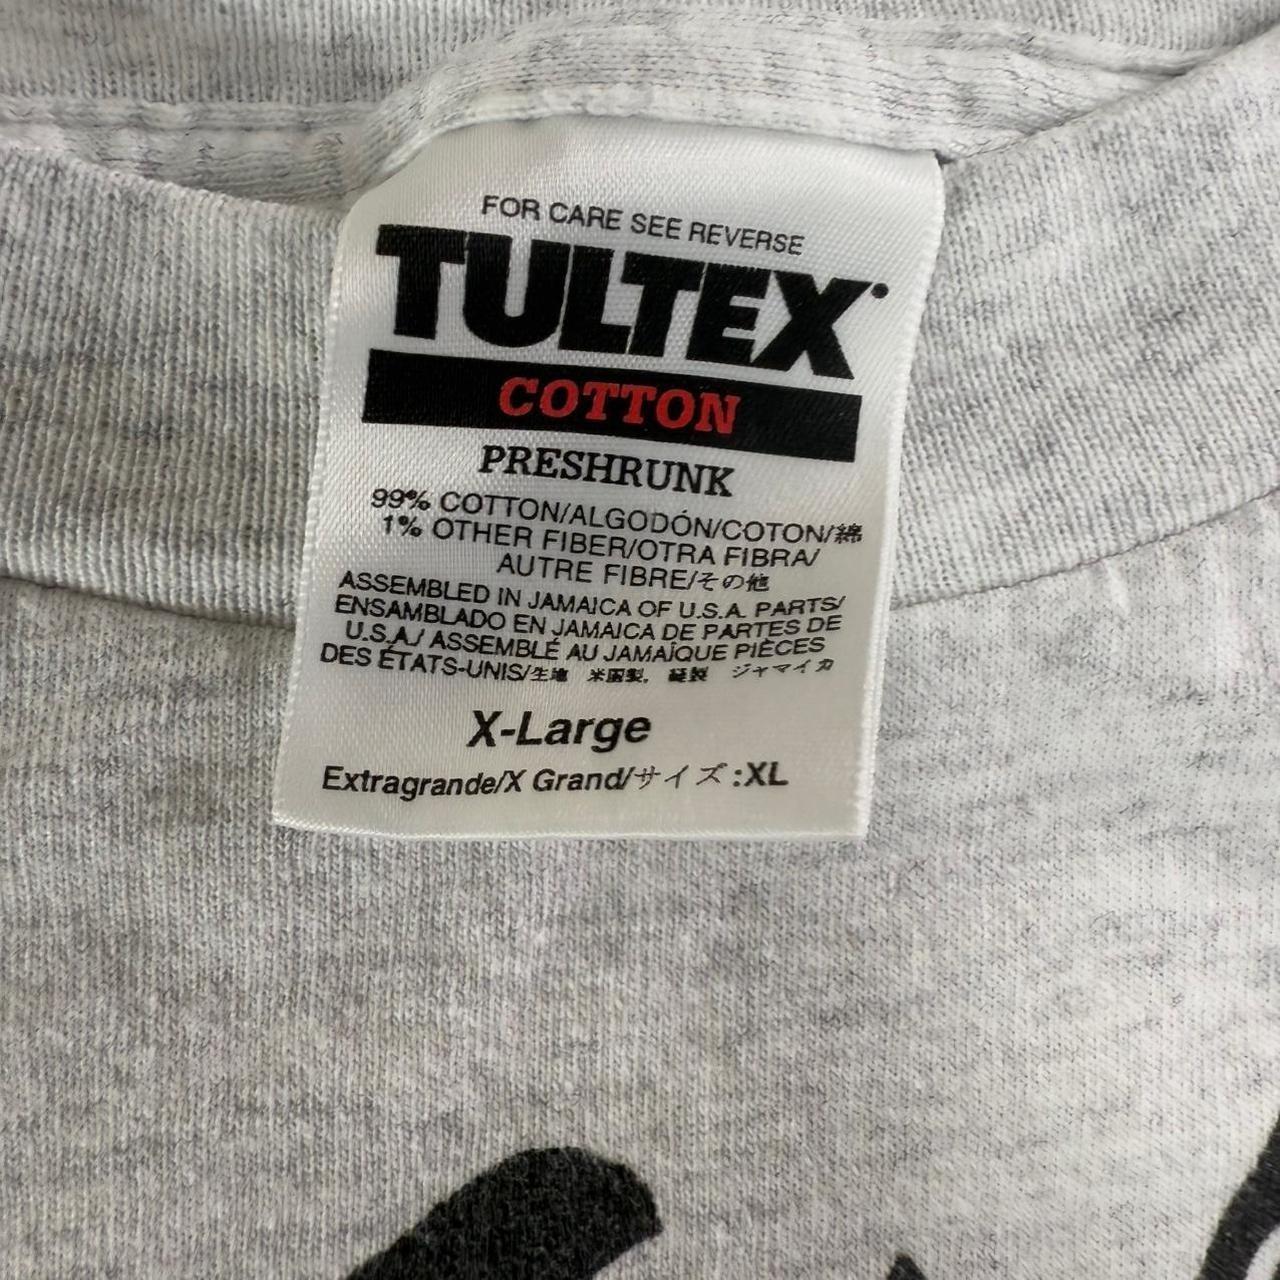 FOR CARE SEE REVERSE
TULTEX
COTTON
PRESHRUNK
99% COTTON/ALGODÓN/COTON/綿
1% OTHER FIBER/OTRA FIBRA/
AUTRE FIBRE/その他
ASSEMBLED IN JAMAICA OF U.S.A. PARTS/
ENSAMBLADO EN JAMAICA DE PARTES DE
U.S.A./ ASSEMBLÉ AU JAMAÏQUE PIÈCES
DES ÉTATS-UNIS/生地 米国製, 縫製 ジャマイカ
X-Large
Extragrande/X Grand/サイズ:XL